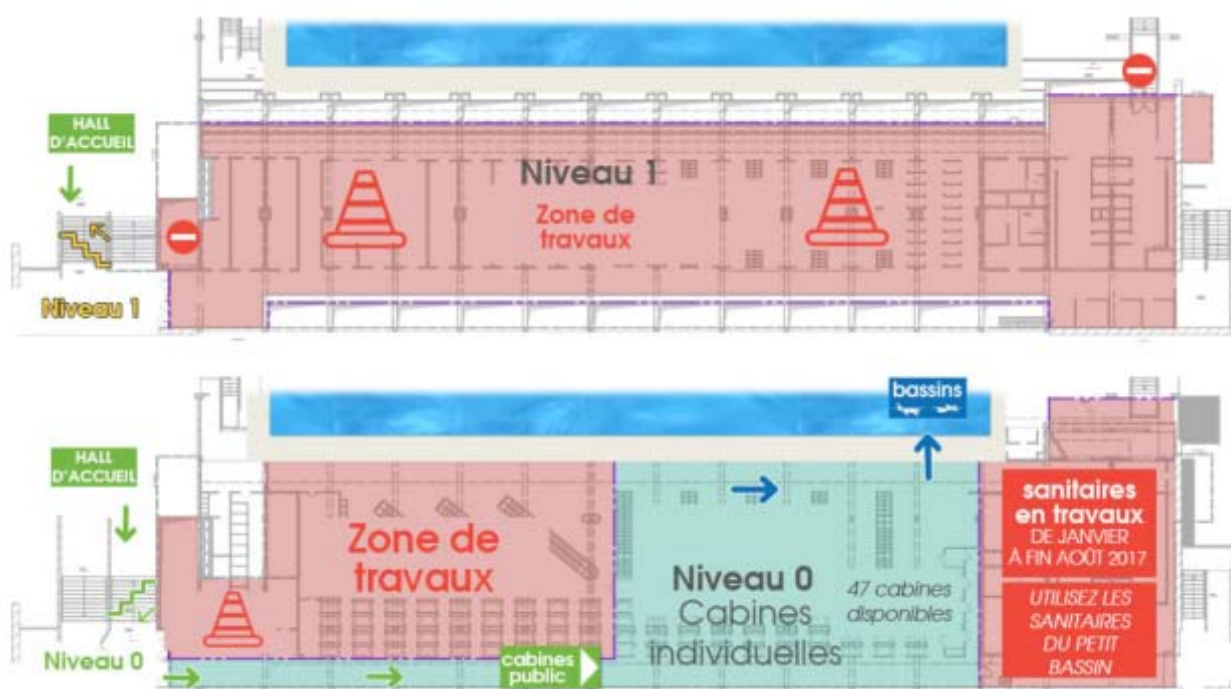 HALL
D'ACCUEIL
Niveau 1
Zone de
travaux
Niveau 1
bassins
HALL
D'ACCUEIL
Zone de
travaux
Niveau 0
Cabines
individuelles
47 cabines
disponibles
sanitaires
en travaux
DE JANVIER
À FIN AOÛT 2017
UTILISEZ LES
SANITAIRES
DU PETIT
BASSIN
Niveau 0
cabines
public